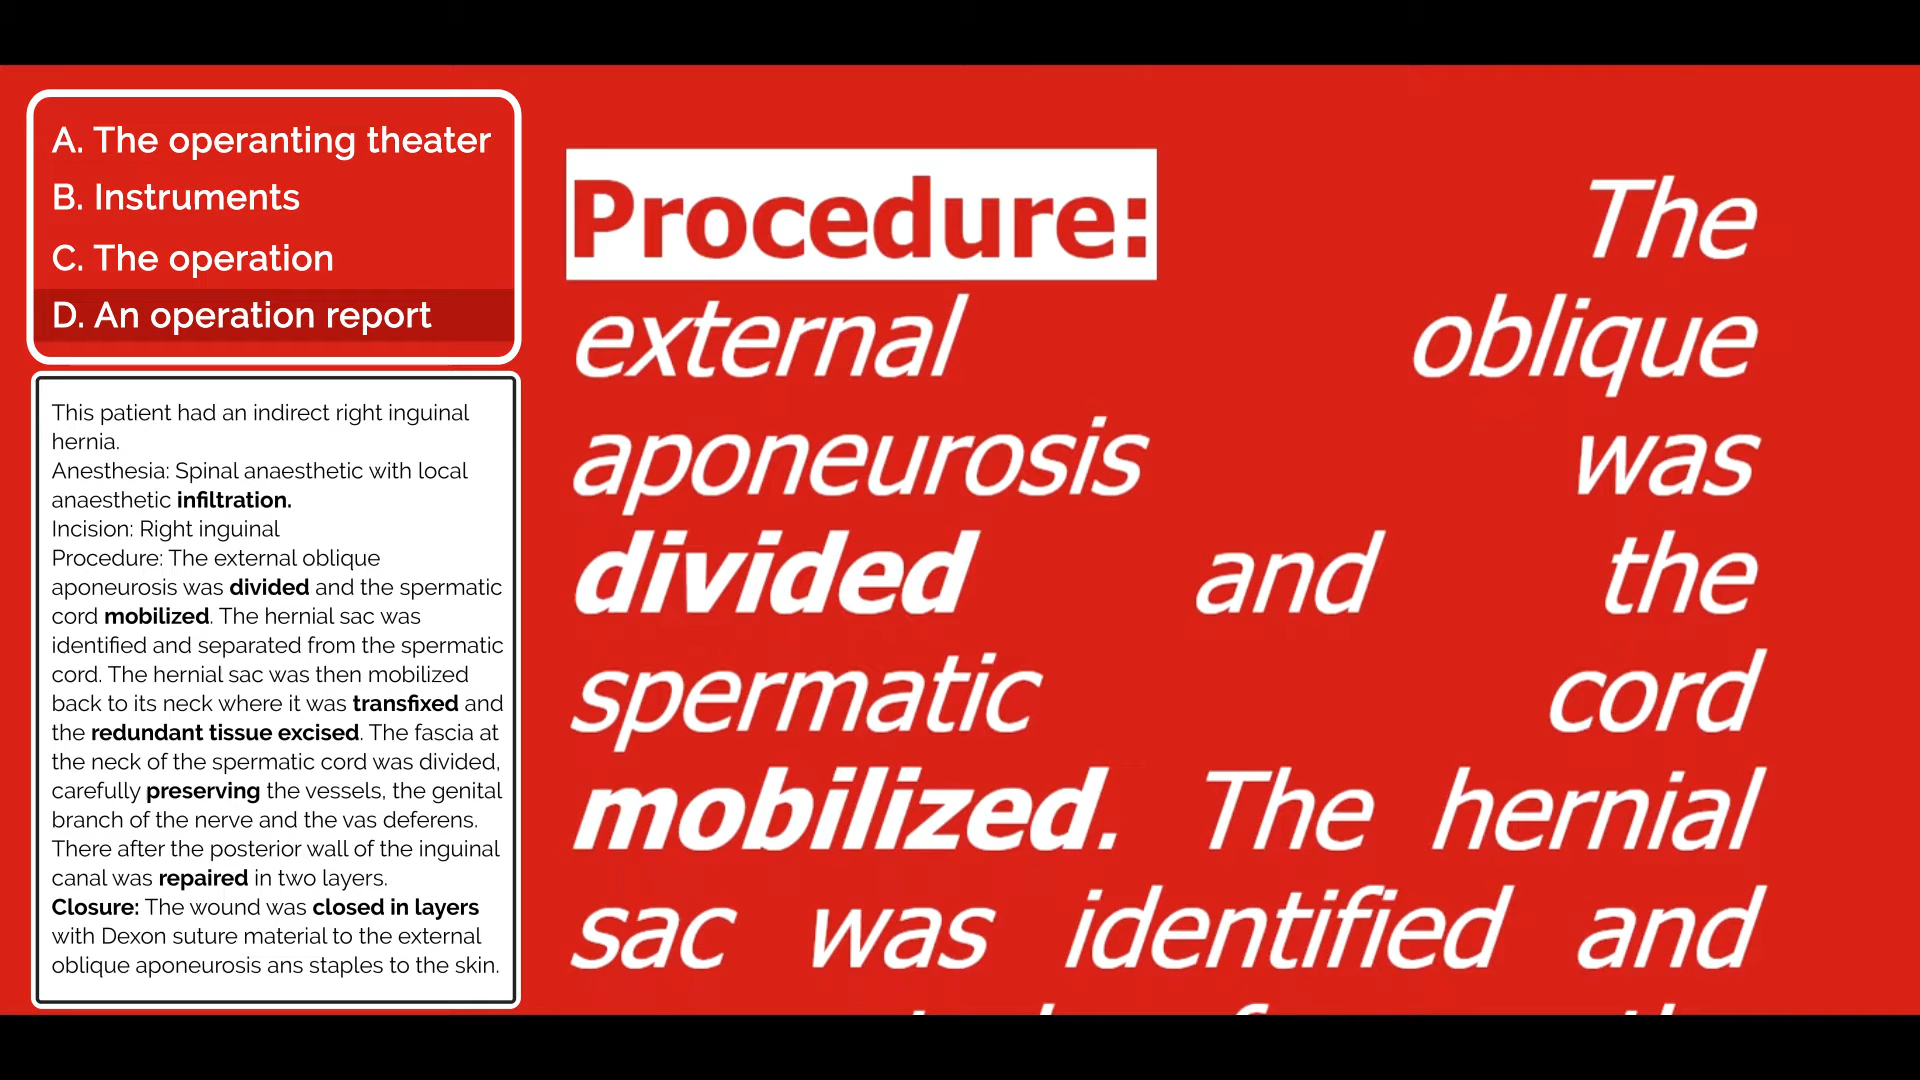 A. The operanting theater
B. Instruments
C. The operation
D. An operation report
This patient had an indirect right inguinal
hernia.
Anesthesia: Spinal anaesthetic with local
anaesthetic infiltration.
Incision: Right inguinal
Procedure: The external oblique
aponeurosis was divided and the spermatic
cord mobilized. The hernial sac was
identified and separated from the spermatic
cord. The hernial sac was then mobilized
back to its neck where it was transfixed and
the redundant tissue excised. The fascia at
the neck of the spermatic cord was divided,
carefully preserving the vessels, the genital
branch of the nerve and the vas deferens.
There after the posterior wall of the inguinal
canal was repaired in two layers.
Closure: The wound was closed in layers
with Dexon suture material to the external
oblique aponeurosis ans staples to the skin.
Procedure: The
external oblique
aponeurosis was
divided and the
spermatic cord
mobilized. The hernial
sac was identified and